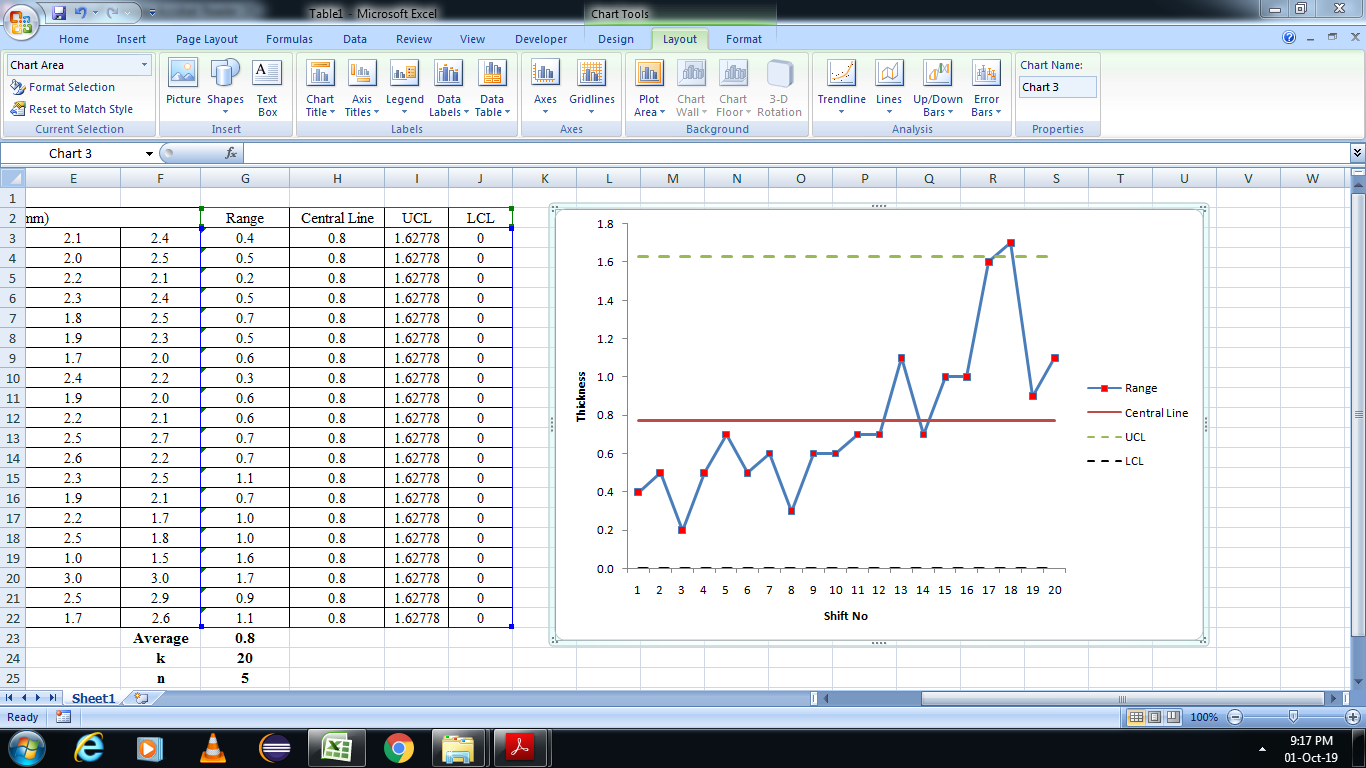 Table1 - Microsoft Excel
Chart Tools
Home Insert Page Layout Formulas Data Review View Developer Design Layout Format
Chart Area
Format Selection
Reset to Match Style
Current Selection
Picture Shapes Text Box
Insert
Chart Title Axis Titles Legend Data Labels Data Table
Labels
Axes Gridlines
Axes
Plot Area Chart Wall Chart Floor 3-D Rotation
Background
Trendline Lines Up/Down Bars Error Bars
Analysis
Chart Name:
Chart 3
Properties
Chart 3 fx
E F G H I J K L M N O P Q R S T U V W
1
2 nm) Range Central Line UCL LCL
3 2.1 2.4 0.4 0.8 1.62778 0
4 2.0 2.5 0.5 0.8 1.62778 0
5 2.2 2.1 0.2 0.8 1.62778 0
6 2.3 2.4 0.5 0.8 1.62778 0
7 1.8 2.5 0.7 0.8 1.62778 0
8 1.9 2.3 0.5 0.8 1.62778 0
9 1.7 2.0 0.6 0.8 1.62778 0
10 2.4 2.2 0.3 0.8 1.62778 0
11 1.9 2.0 0.6 0.8 1.62778 0
12 2.2 2.1 0.6 0.8 1.62778 0
13 2.5 2.7 0.7 0.8 1.62778 0
14 2.6 2.2 0.7 0.8 1.62778 0
15 2.3 2.5 1.1 0.8 1.62778 0
16 1.9 2.1 0.7 0.8 1.62778 0
17 2.2 1.7 1.0 0.8 1.62778 0
18 2.5 1.8 1.0 0.8 1.62778 0
19 1.0 1.5 1.6 0.8 1.62778 0
20 3.0 3.0 1.7 0.8 1.62778 0
21 2.5 2.9 0.9 0.8 1.62778 0
22 1.7 2.6 1.1 0.8 1.62778 0
23 Average 0.8
24 k 20
25 n 5
1.8
1.6
1.4
1.2
1.0
0.8
0.6
0.4
0.2
0.0
Thickness
1 2 3 4 5 6 7 8 9 10 11 12 13 14 15 16 17 18 19 20
Shift No
Range
Central Line
UCL
LCL
Sheet1
Ready
100%
9:17 PM
01-Oct-19